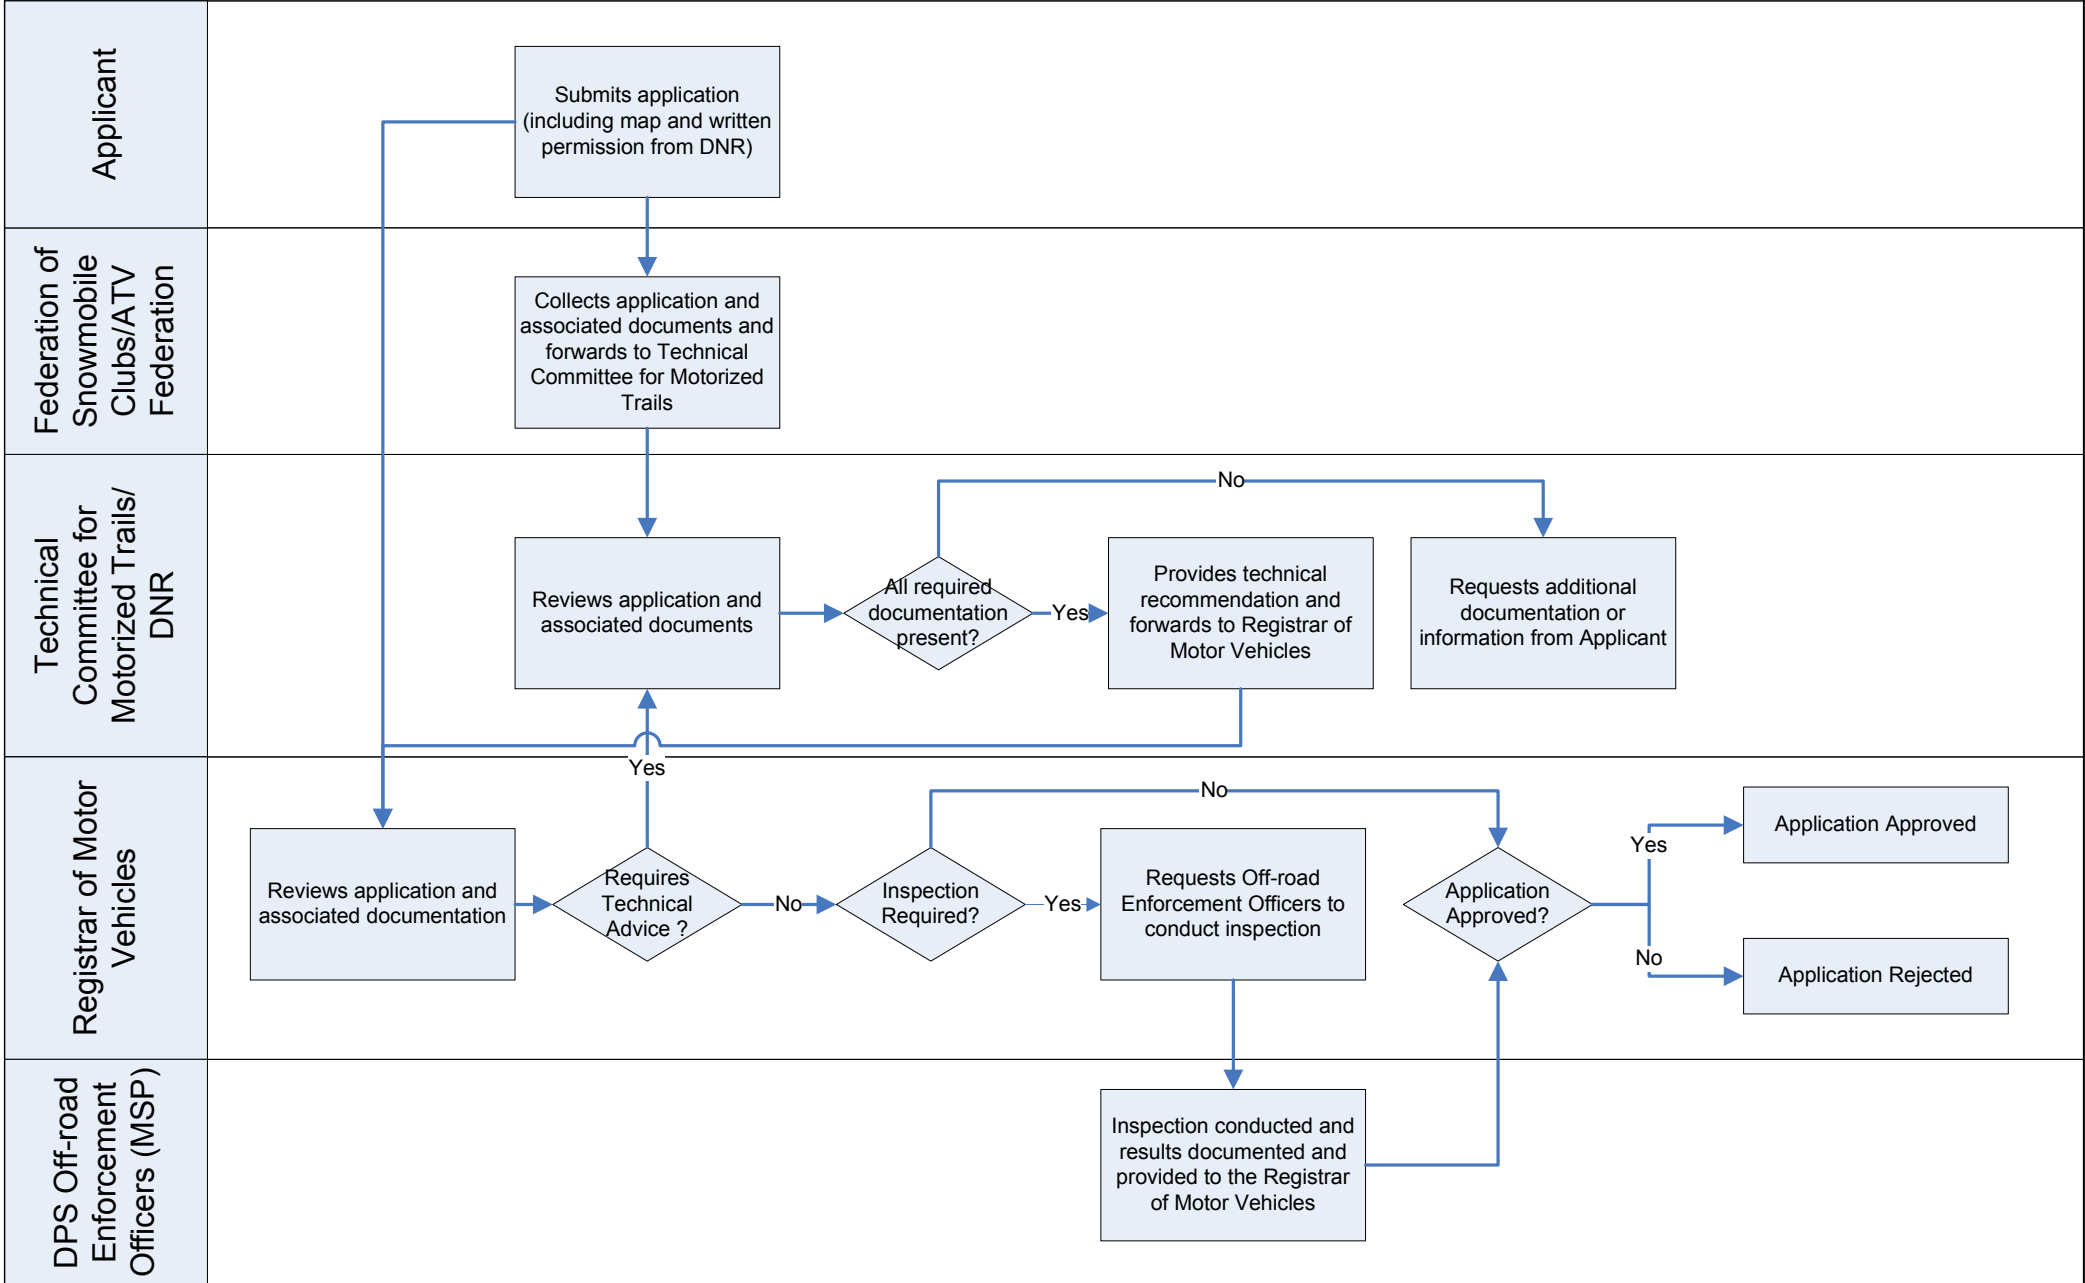 Applicant
Submits application
(including map and written
permission from DNR)
Federation of
Snowmobile
Clubs/ATV
Federation
Collects application and
associated documents and
forwards to Technical
Committee for Motorized
Trails
Technical
Committee for
Motorized Trails/
DNR
Reviews application and
associated documents
All required
documentation
present?
No
Yes
Provides technical
recommendation and
forwards to Registrar of
Motor Vehicles
Requests additional
documentation or
information from Applicant
Registrar of Motor
Vehicles
Reviews application and
associated documentation
Requires
Technical
Advice ?
Yes
No
Inspection
Required?
No
Yes
Requests Off-road
Enforcement Officers to
conduct inspection
Application
Approved?
Yes
No
Application Approved
Application Rejected
DPS Off-road
Enforcement
Officers (MSP)
Inspection conducted and
results documented and
provided to the Registrar
of Motor Vehicles